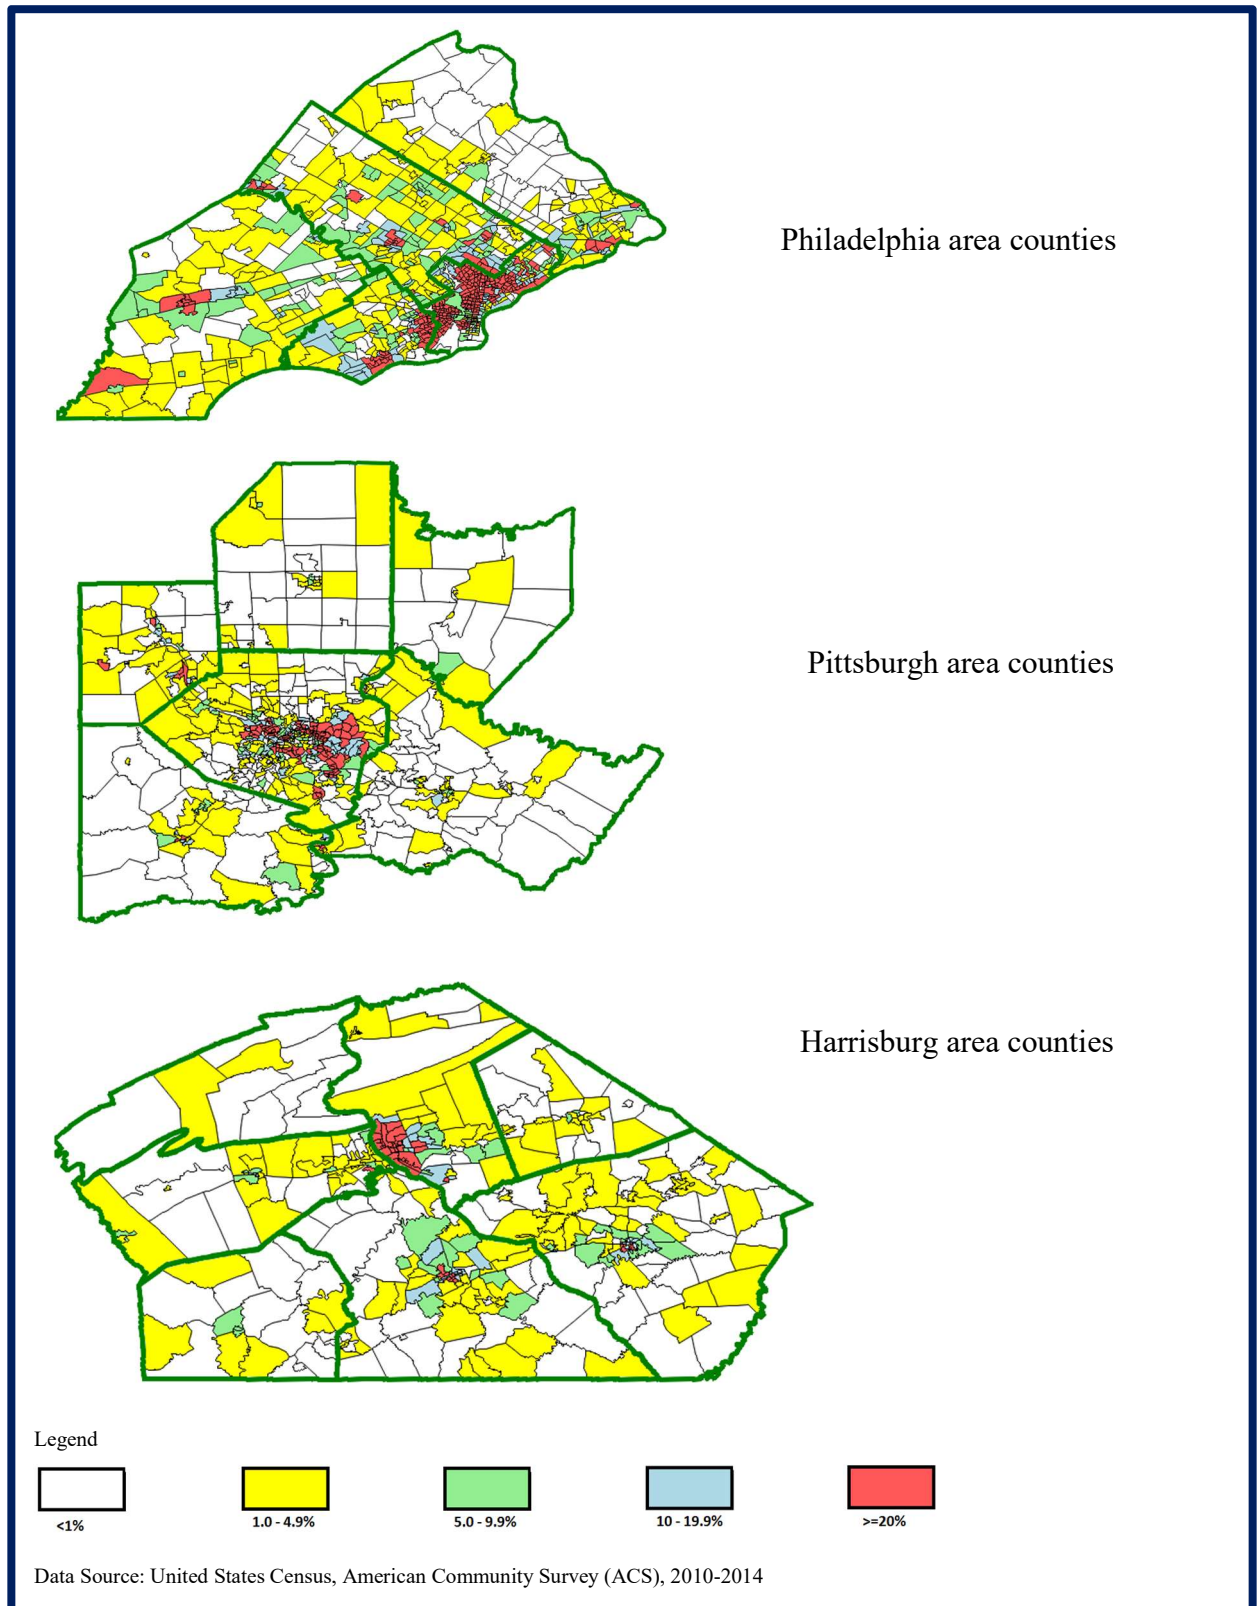 Philadelphia area counties
Pittsburgh area counties
Harrisburg area counties
Legend
<1%
1.0 - 4.9%
5.0 - 9.9%
10 - 19.9%
>=20%
Data Source: United States Census, American Community Survey (ACS), 2010-2014